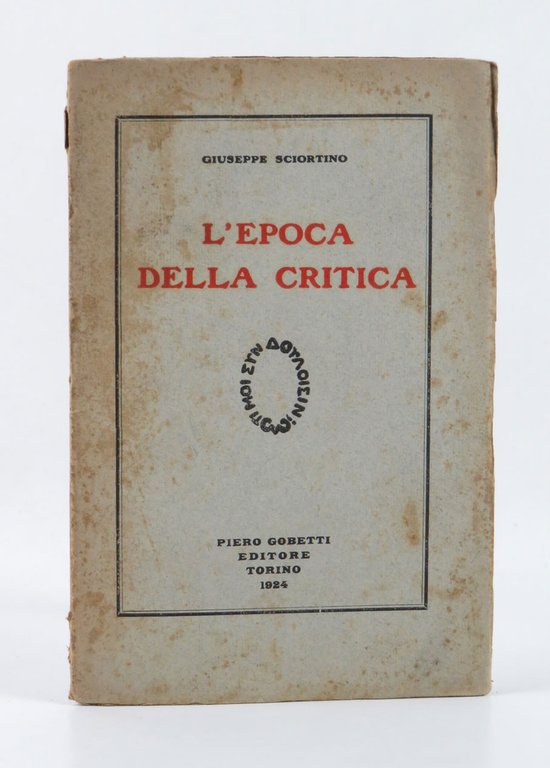 GIUSEPPE SCIORTINO
L'EPOCA
DELLA CRITICA
ΤΙ ΜΟΙ ΣΥΝ ΔΟΥΛΟΙΣΙΝ
PIERO GOBETTI
EDITORE
TORINO
1924